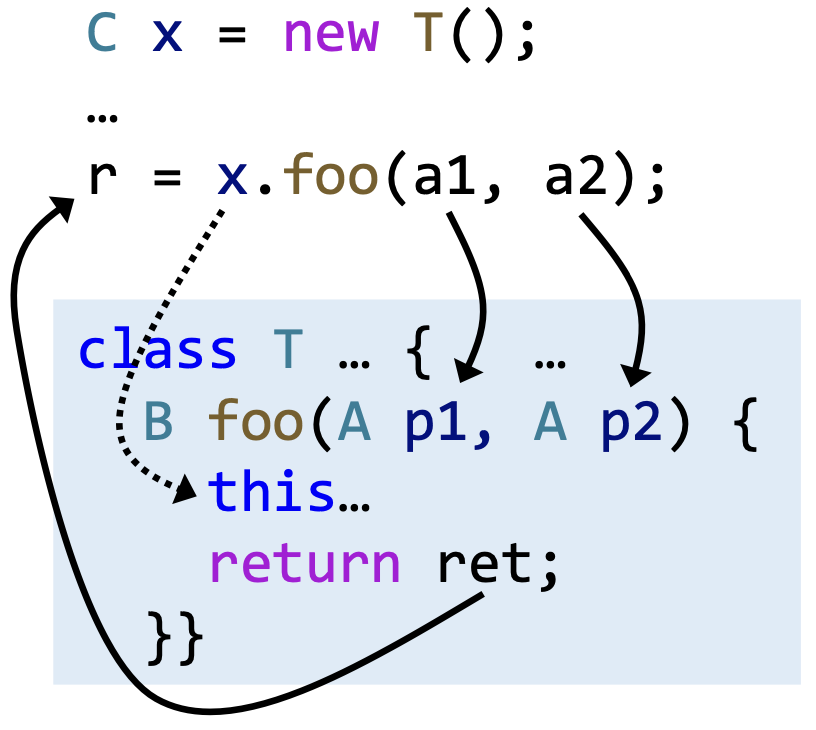 C x = new T();
…
r = x.foo(a1, a2);
class T … { …
B foo(A p1, A p2) {
this…
return ret;
}}